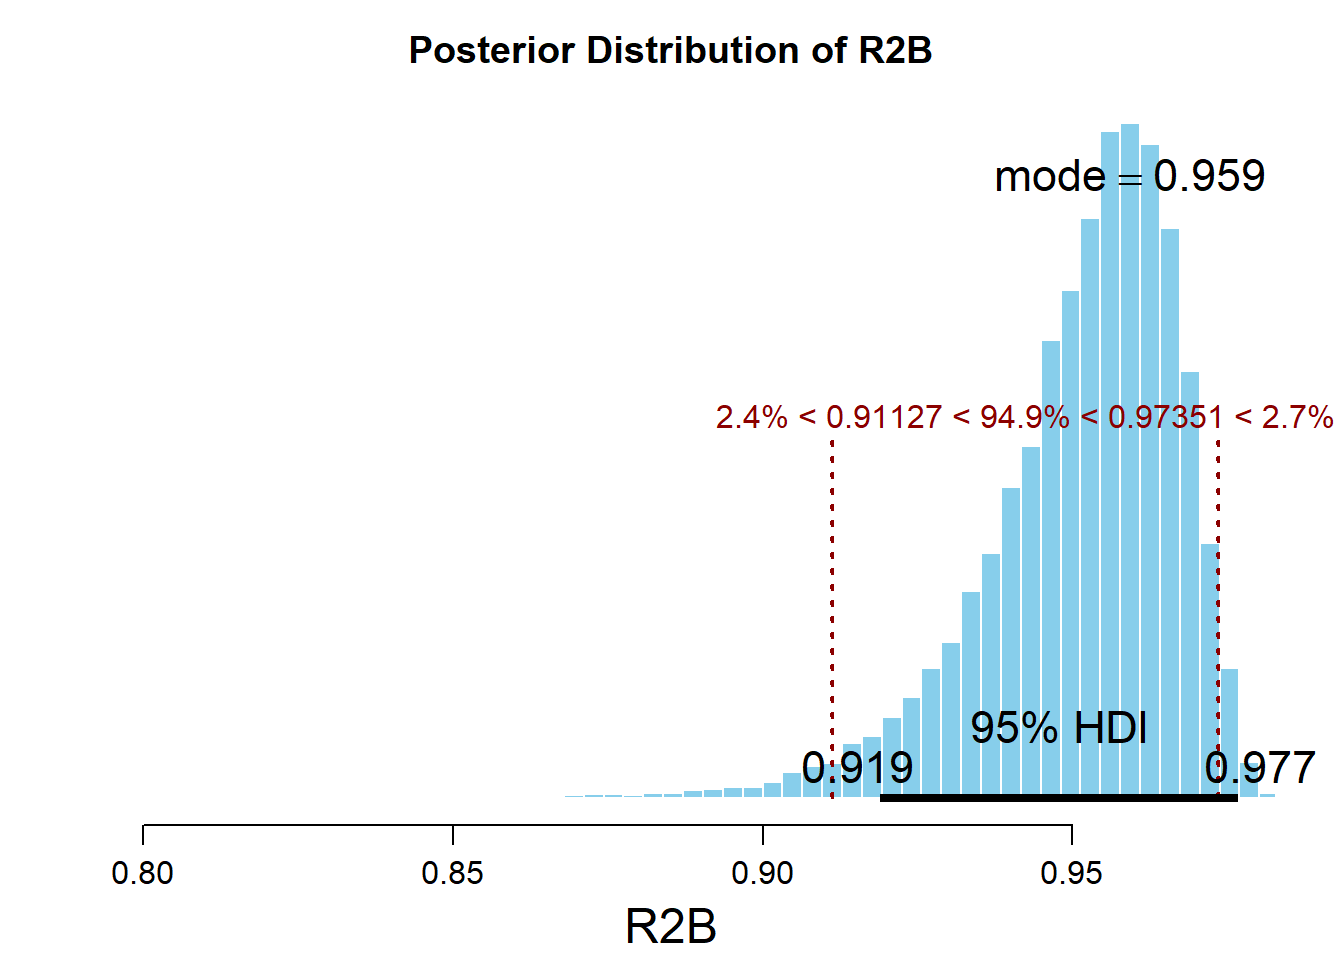 Posterior Distribution of R2B
mode = 0.959
2.4% < 0.91127 < 94.9% < 0.97351 < 2.7%
95% HDI
0.919 0.977
0.80 0.85 0.90 0.95
R2B